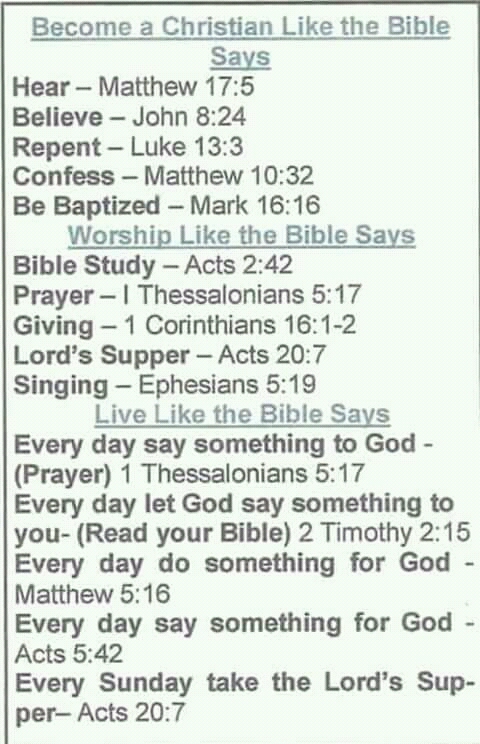 Become a Christian Like the Bible
Says
Hear – Matthew 17:5
Believe – John 8:24
Repent – Luke 13:3
Confess – Matthew 10:32
Be Baptized – Mark 16:16
Worship Like the Bible Says
Bible Study – Acts 2:42
Prayer – I Thessalonians 5:17
Giving – 1 Corinthians 16:1-2
Lord's Supper – Acts 20:7
Singing – Ephesians 5:19
Live Like the Bible Says
Every day say something to God -
(Prayer) 1 Thessalonians 5:17
Every day let God say something to
you- (Read your Bible) 2 Timothy 2:15
Every day do something for God -
Matthew 5:16
Every day say something for God -
Acts 5:42
Every Sunday take the Lord's Sup-
per– Acts 20:7